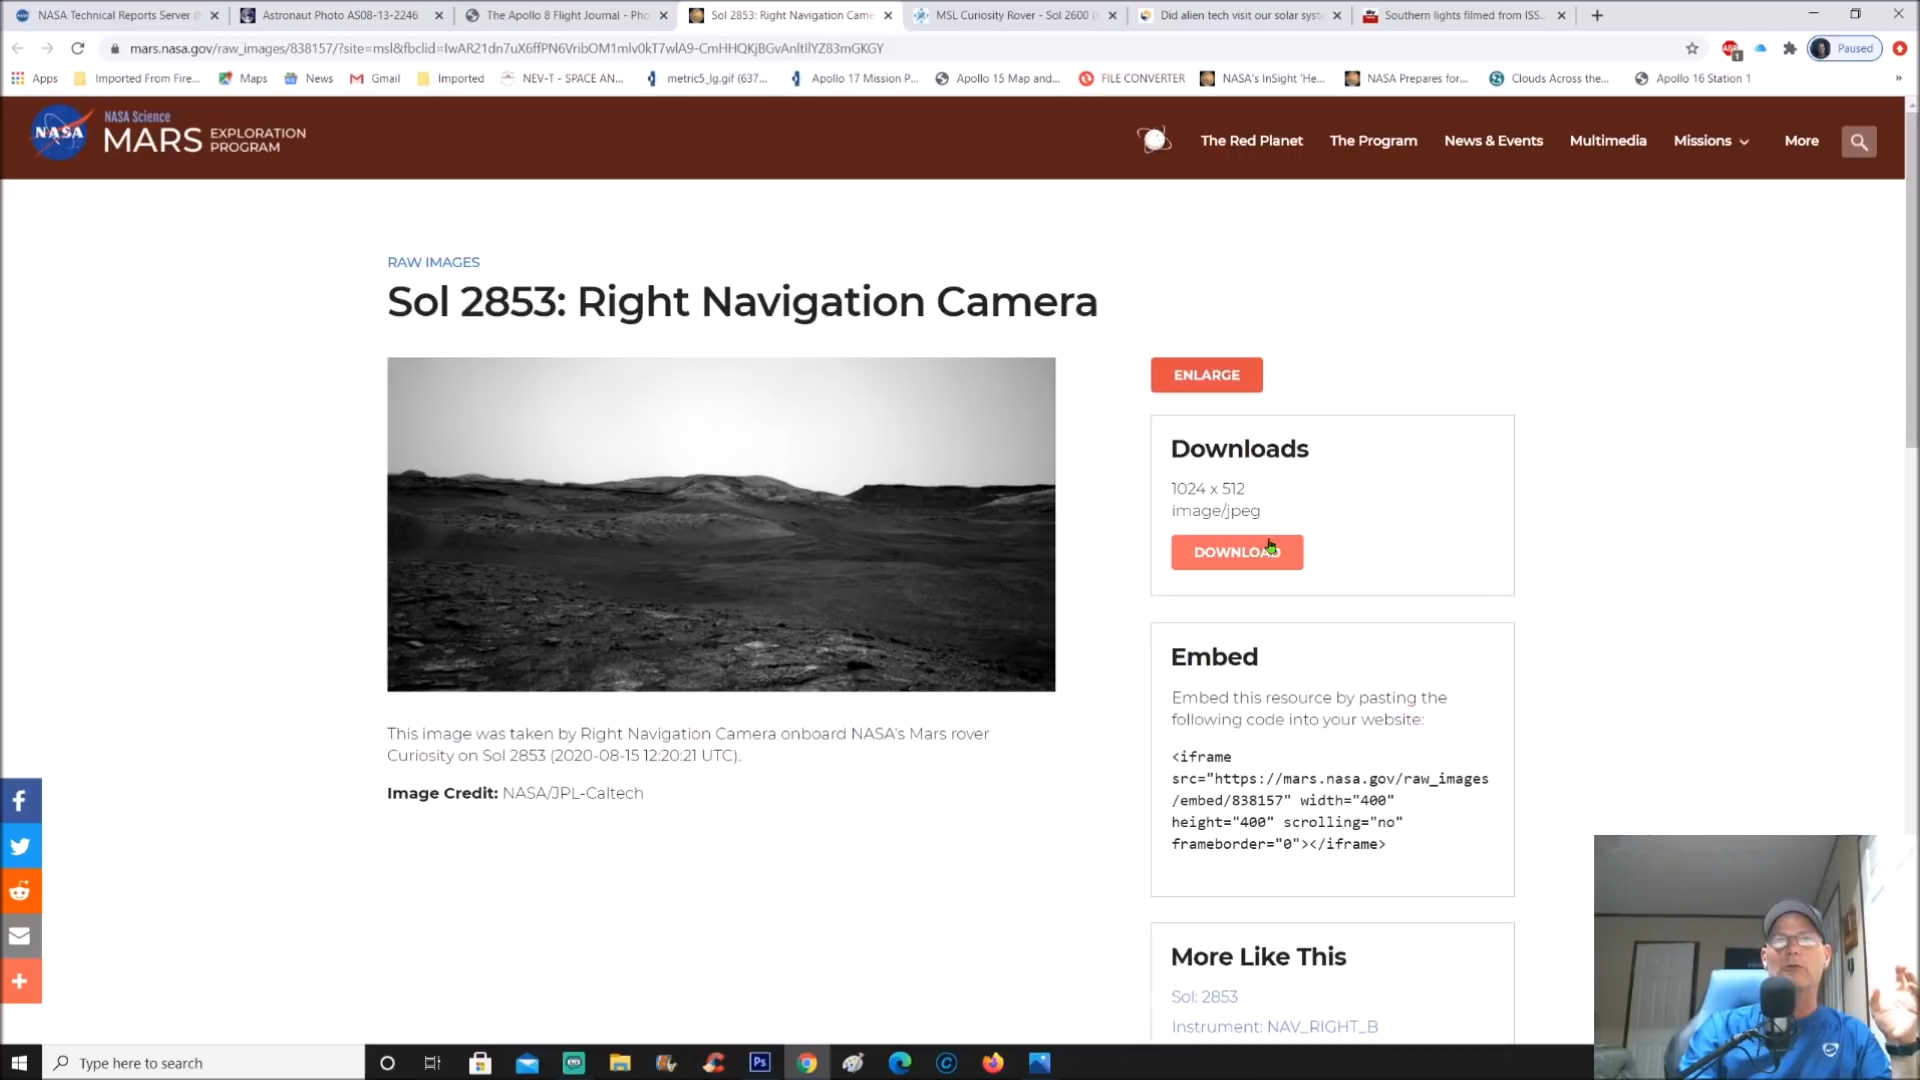 NASA Technical Reports Server (
Astronaut Photo AS08-13-2246
The Apollo 8 Flight Journal - Pho
Sol 2853: Right Navigation Came
MSL Curiosity Rover - Sol 2600
Did alien tech visit our solar syst
Southern lights filmed from ISS
mars.nasa.gov/raw_images/838157/?site=msl&fbclid=
Paused
Apps
Imported From Fire...
Maps
News
Gmail
Imported
NEV-T - SPACE AN...
metric5_lg.gif (637...
Apollo 17 Mission P...
Apollo 15 Map and...
FILE CONVERTER
NASA's InSight 'He...
NASA Prepares for...
Clouds Across the...
Apollo 16 Station 1
»
NASA
NASA Science
MARS EXPLORATION PROGRAM
The Red Planet
The Program
News & Events
Multimedia
Missions
More
RAW IMAGES
Sol 2853: Right Navigation Camera
ENLARGE
Downloads
1024 x 512
image/jpeg
DOWNLOAD
This image was taken by Right Navigation Camera onboard NASA's Mars rover
Curiosity on Sol 2853 (2020-08-15 12:20:21 UTC).
Image Credit: NASA/JPL-Caltech
Embed
Embed this resource by pasting the
following code into your website:
<iframe
src="https://mars.nasa.gov/raw_images
/embed/838157" width="400"
height="400" scrolling="no"
frameborder="0"></iframe>
More Like This
Sol: 2853
Instrument: NAV_RIGHT_B
Type here to search
Ps